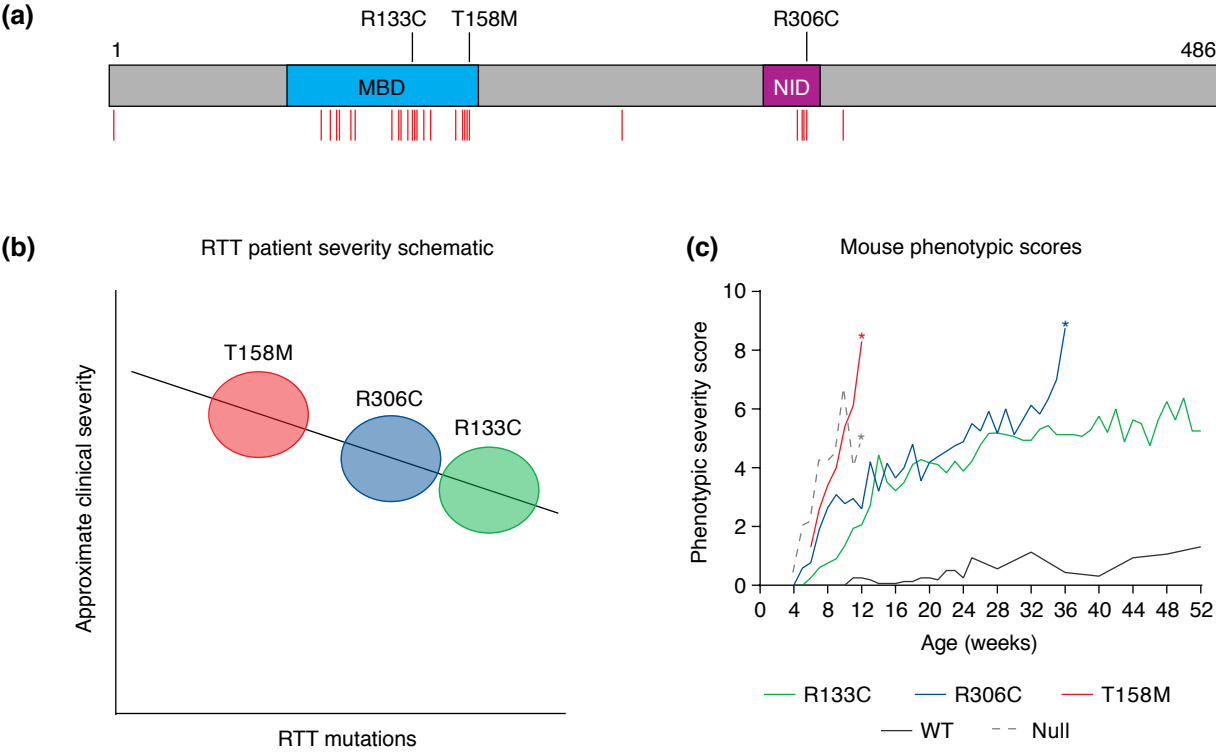 (a)
R133C T158M R306C
1 486
MBD NID
(b) RTT patient severity schematic
Approximate clinical severity
T158M
R306C
R133C
RTT mutations
(c) Mouse phenotypic scores
Phenotypic severity score
10
8
6
4
2
0
* * *
0 4 8 12 16 20 24 28 32 36 40 44 48 52
Age (weeks)
R133C R306C T158M
WT Null